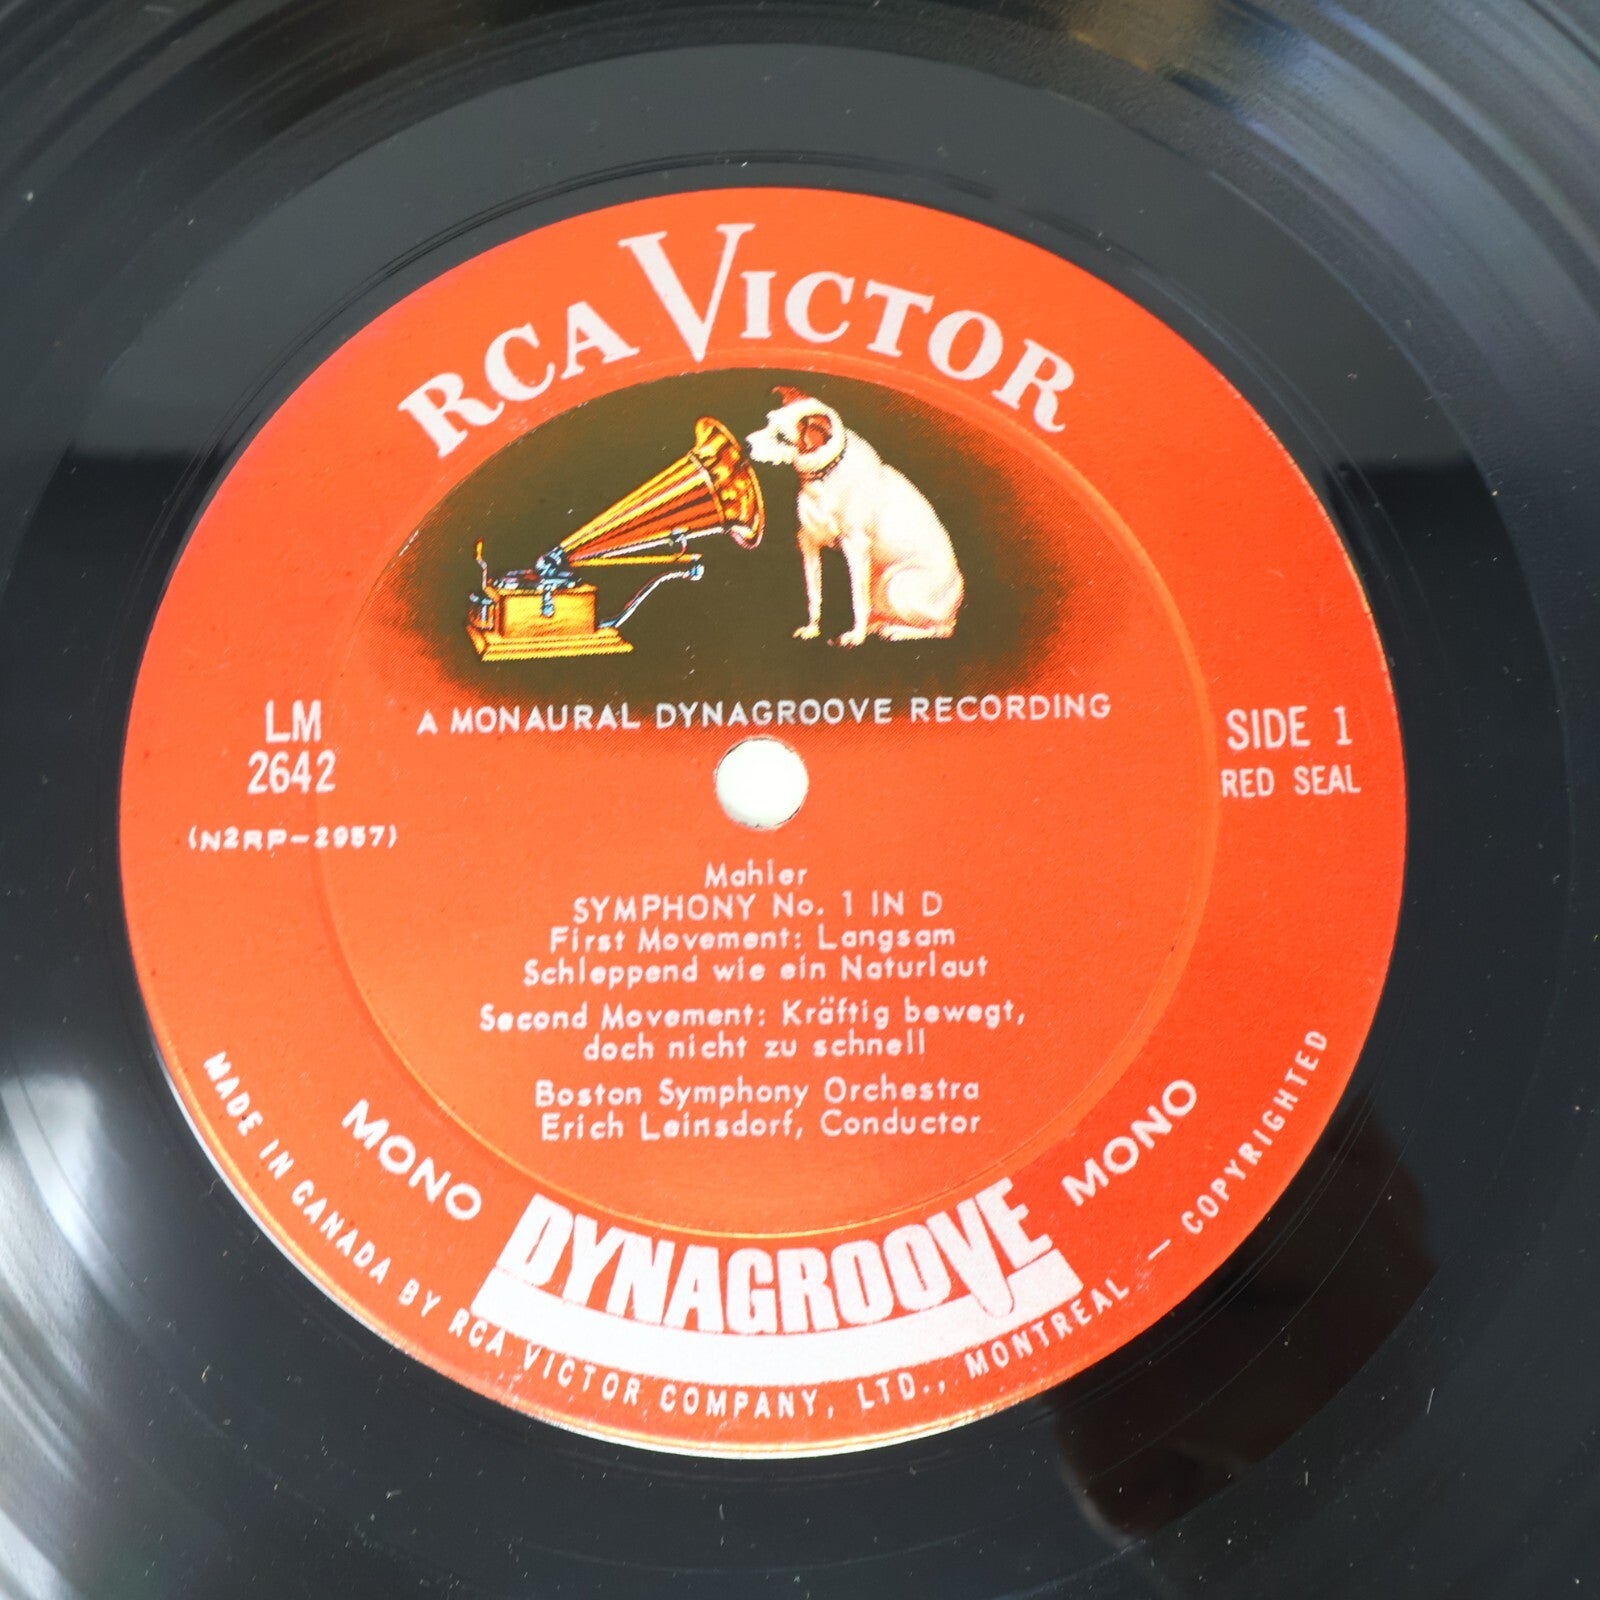 RCA VICTOR
A MONAURAL DYNAGROOVE RECORDING
LM
2642
(N2RP-2957)
SIDE 1
RED SEAL
Mahler
SYMPHONY No. 1 IN D
First Movement: Langsam
Schleppend wie ein Naturlaut
Second Movement: Kräftig bewegt,
doch nicht zu schnell
Boston Symphony Orchestra
Erich Leinsdorf, Conductor
MONO
DYNAGROOVE
MONO
MADE IN CANADA BY RCA VICTOR COMPANY, LTD., MONTREAL — COPYRIGHTED